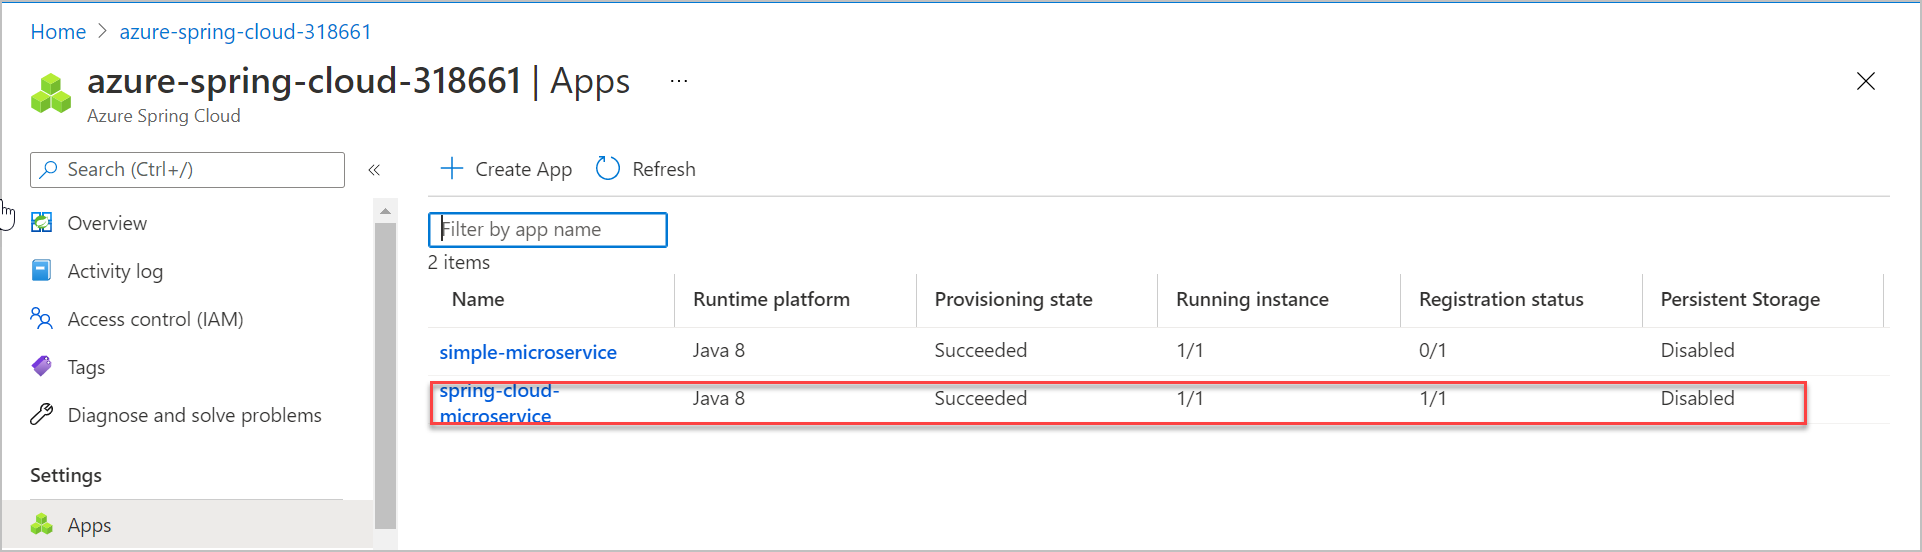 Home > azure-spring-cloud-318661
azure-spring-cloud-318661 | Apps ...
Azure Spring Cloud
Search (Ctrl+/) «
Create App Refresh
Overview
Activity log
Access control (IAM)
Tags
Diagnose and solve problems
Settings
Apps
Filter by app name
2 items
Name Runtime platform Provisioning state Running instance Registration status Persistent Storage
simple-microservice Java 8 Succeeded 1/1 0/1 Disabled
spring-cloud- Java 8 Succeeded 1/1 1/1 Disabled
microservice